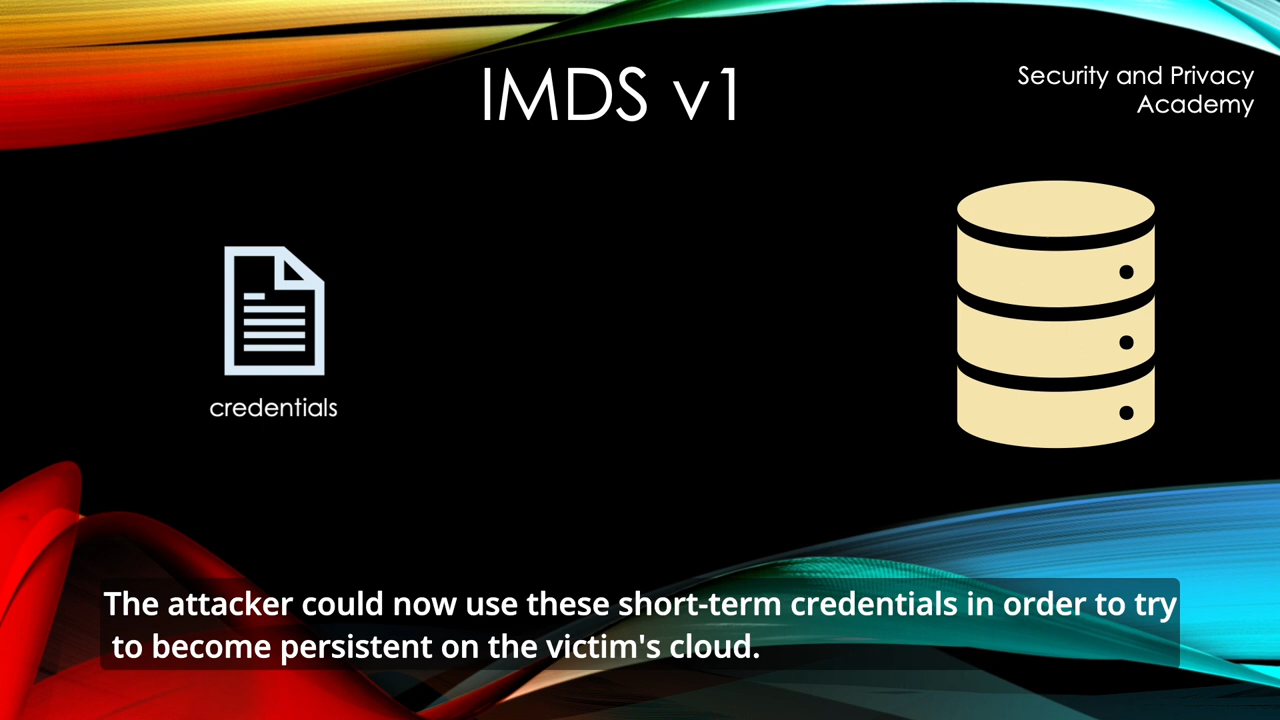 IMDS v1
Security and Privacy
Academy
credentials
The attacker could now use these short-term credentials in order to try
to become persistent on the victim's cloud.